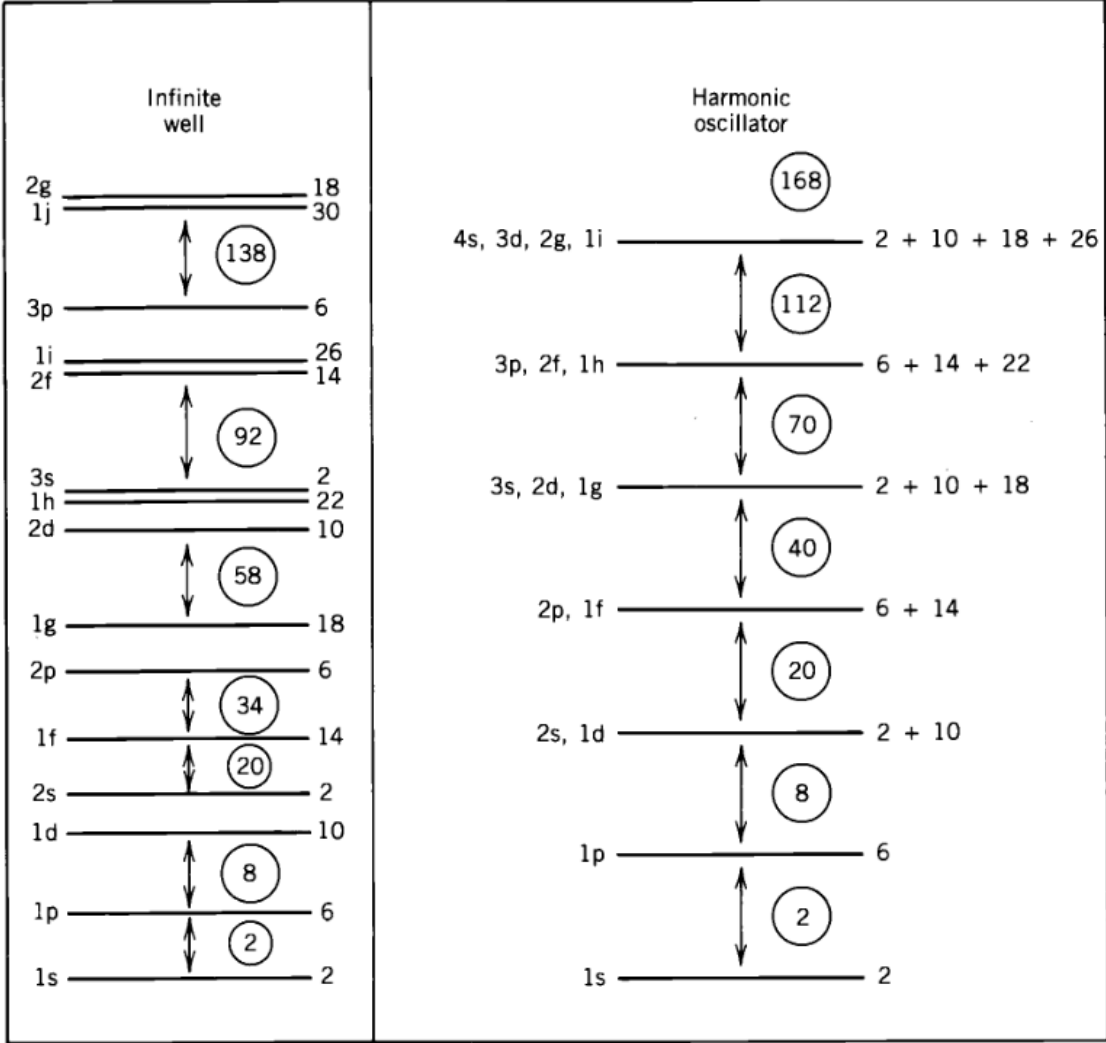 Infinite
well
2g 18
1j 30
138
3p 6
1i 26
2f 14
92
3s 2
1h 22
2d 10
58
1g 18
2p 6
34
1f 14
20
2s 2
1d 10
8
1p 6
2
1s 2
Harmonic
oscillator
168
4s, 3d, 2g, 1i 2 + 10 + 18 + 26
112
3p, 2f, 1h 6 + 14 + 22
70
3s, 2d, 1g 2 + 10 + 18
40
2p, 1f 6 + 14
20
2s, 1d 2 + 10
8
1p 6
2
1s 2